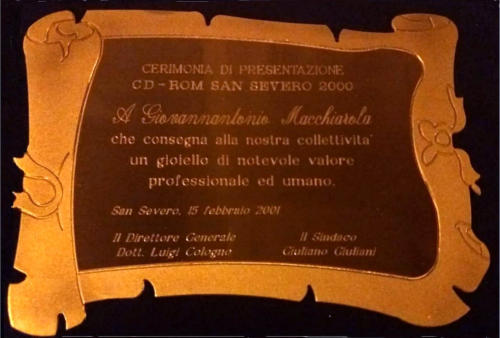 CERIMONIA DI PRESENTAZIONE
CD-ROM SAN SEVERO 2000
A Giovannantonio Macchiarola
che consegna alla nostra collettivita'
un gioiello di notevole valore
professionale ed umano.
San Severo, 15 febbraio 2001
Il Direttore Generale Il Sindaco
Dott. Luigi Cologno Giuliano Giuliani